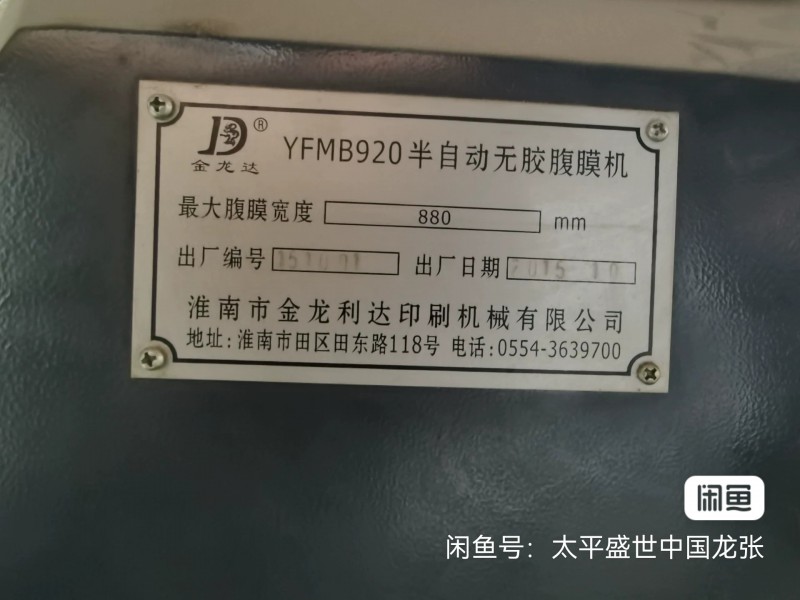 JD®
金龙达
YFMB920半自动无胶腹膜机
最大腹膜宽度 880 mm
出厂编号 151001 出厂日期 2015 10
淮南市金龙利达印刷机械有限公司
地址:淮南市田区田东路118号 电话:0554-3639700
闲鱼
闲鱼号：太平盛世中国龙张